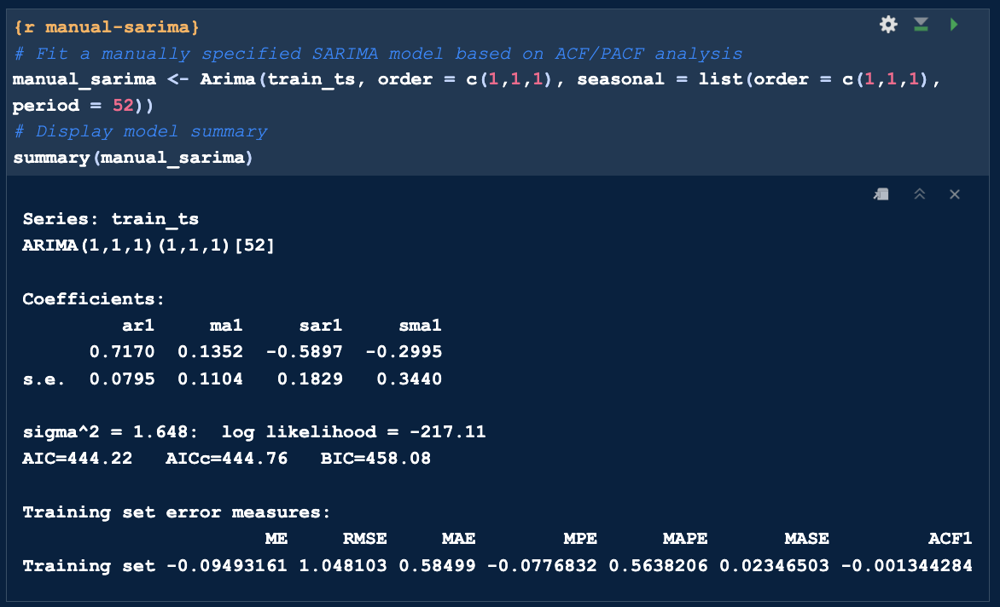 {r manual-sarima}
# Fit a manually specified SARIMA model based on ACF/PACF analysis
manual_sarima <- Arima(train_ts, order = c(1,1,1), seasonal = list(order = c(1,1,1),
period = 52))
# Display model summary
summary(manual_sarima)
Series: train_ts
ARIMA(1,1,1)(1,1,1)[52]
Coefficients:
         ar1     ma1     sar1     sma1
      0.7170  0.1352  -0.5897  -0.2995
s.e.  0.0795  0.1104   0.1829   0.3440
sigma^2 = 1.648:  log likelihood = -217.11
AIC=444.22   AICc=444.76   BIC=458.08
Training set error measures:
                      ME     RMSE     MAE        MPE      MAPE       MASE         ACF1
Training set -0.09493161 1.048103 0.58499 -0.0776832 0.5638206 0.02346503 -0.001344284